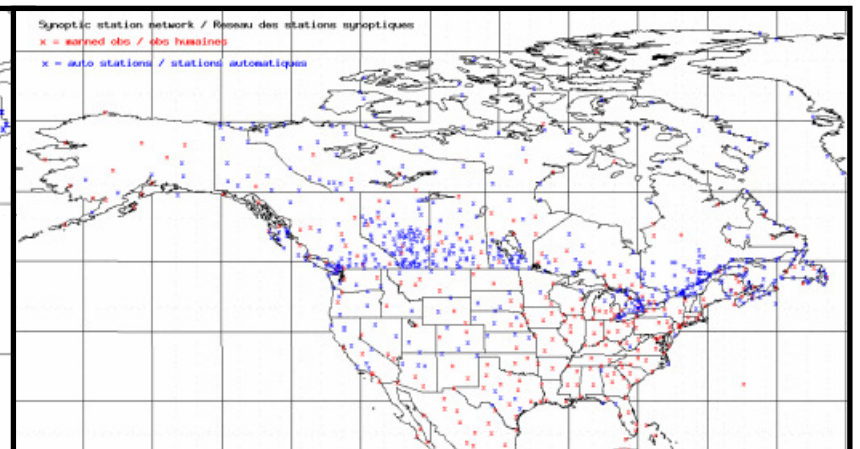 Synoptic station network / Reseau des stations synoptiques
x = manned obs / obs humaines
x = auto stations / stations automatiques